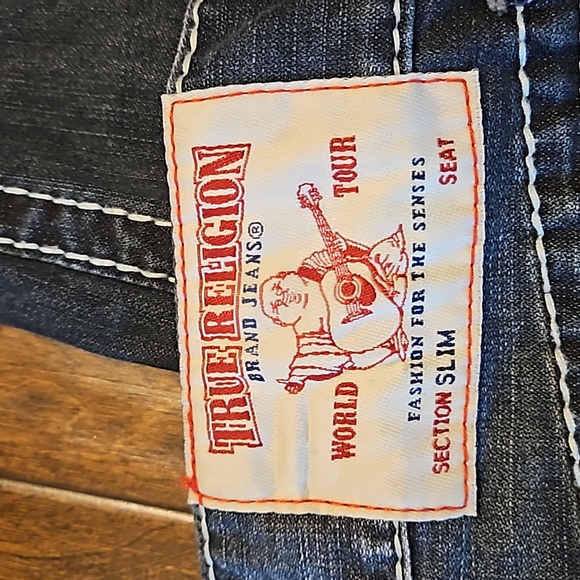 TRUE RELIGION
BRAND JEANS®
WORLD TOUR
FASHION FOR THE SENSES
SECTION SLIM SEAT